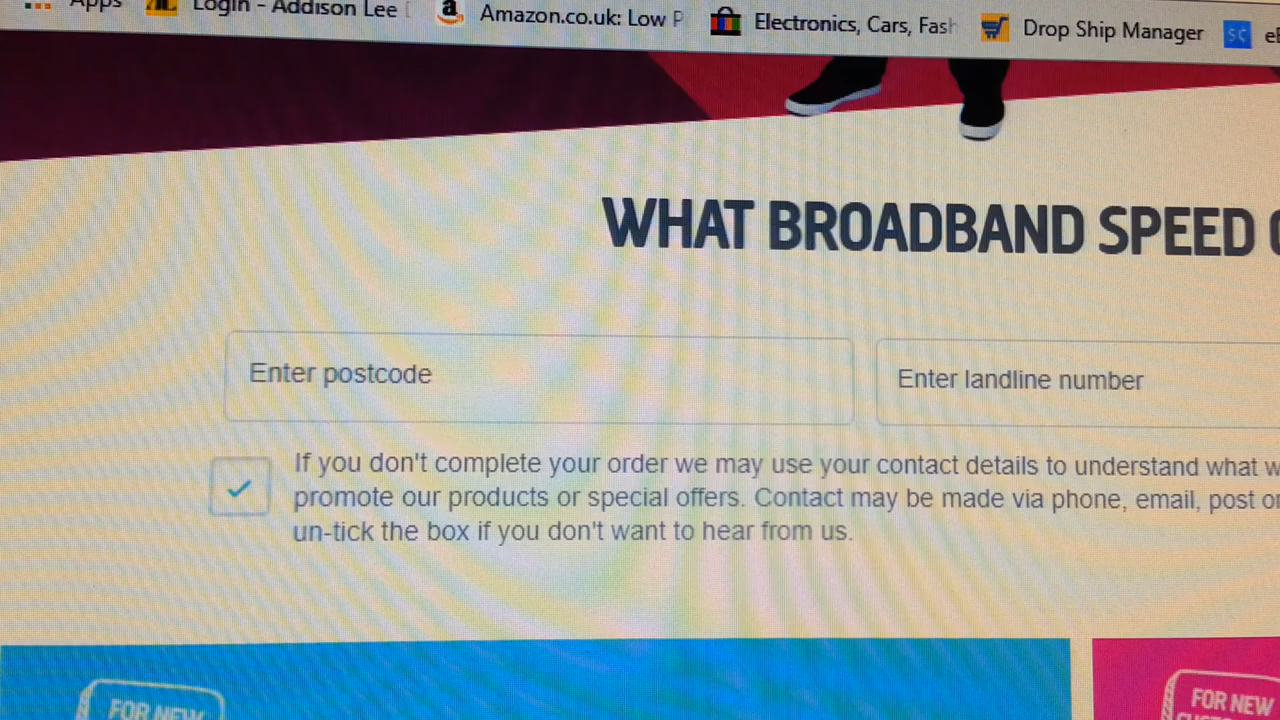 Apps Login - Addison Lee Amazon.co.uk: Low P Electronics, Cars, Fash Drop Ship Manager eB
WHAT BROADBAND SPEED
Enter postcode Enter landline number
If you don't complete your order we may use your contact details to understand what w
promote our products or special offers. Contact may be made via phone, email, post or
un-tick the box if you don't want to hear from us.
FOR NEW FOR NEW